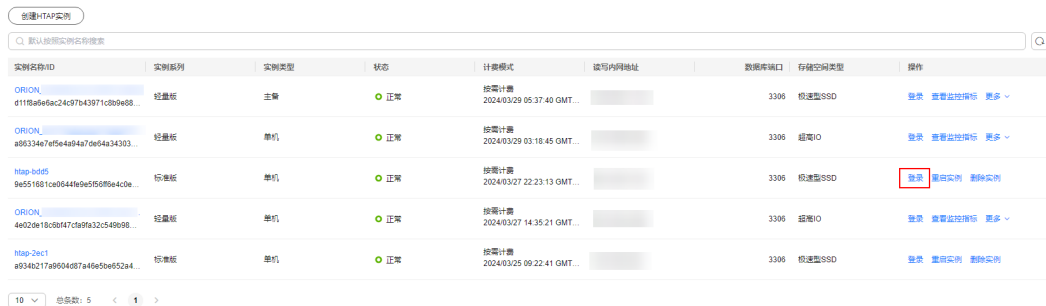 创建HTAP实例
默认按照实例名称搜索
实例名称/ID 实例系列 实例类型 状态 计费模式 读写内网地址 数据库端口 存储空间类型 操作
ORION_
d11f8a6e6ac24c97b43971c8b9e88...
轻量版 主备 正常 按需计费
2024/03/29 05:37:40 GMT...
3306 极速型SSD 登录 查看监控指标 更多
ORION_
a86334e7ef5e4a94a7de64a34303...
轻量版 单机 正常 按需计费
2024/03/29 03:18:45 GMT...
3306 超高IO 登录 查看监控指标 更多
htap-bdd5
9e551681ce0644fe9e5f56ff6e4c0e...
标准版 单机 正常 按需计费
2024/03/27 22:23:13 GMT...
3306 极速型SSD 登录 重启实例 删除实例
ORION_
4e02de18c6bf47cfa9fa32c549b98...
轻量版 单机 正常 按需计费
2024/03/27 14:35:21 GMT...
3306 超高IO 登录 查看监控指标 更多
htap-2ec1
a934b217a9604d87a46e5be652a4...
标准版 单机 正常 按需计费
2024/03/25 09:22:41 GMT...
3306 极速型SSD 登录 重启实例 删除实例
10 总条数: 5 < 1 >